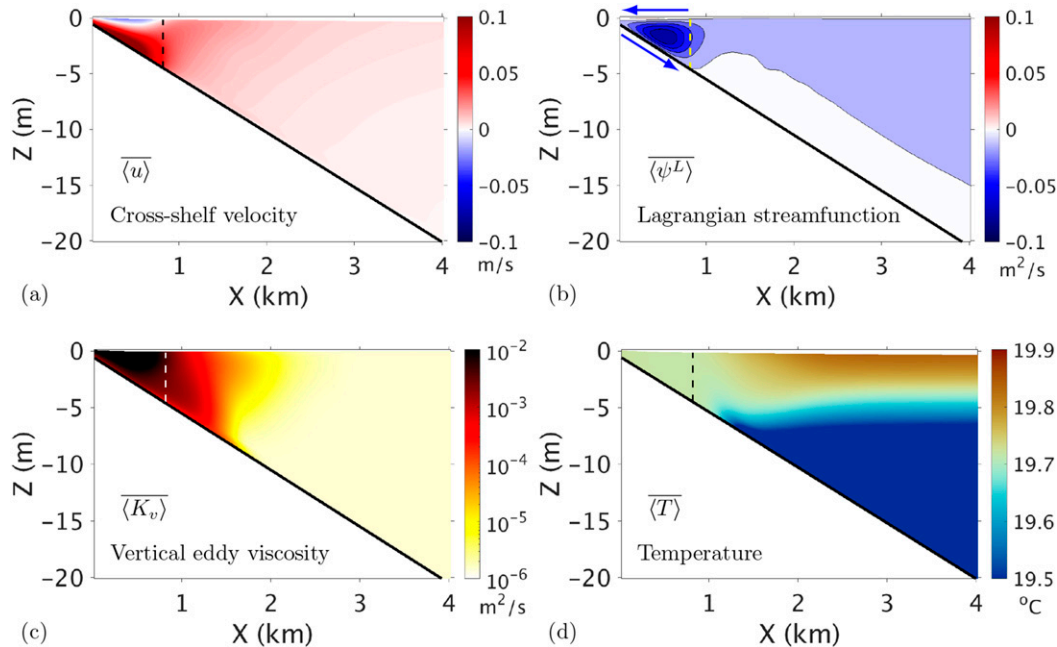 0
−5
−10
−15
−20
Z (m)
1 2 3 4
X (km)
0.1
0.05
0
−0.05
−0.1
m/s
⟨u⟩
Cross-shelf velocity
(a)
0
−5
−10
−15
−20
Z (m)
1 2 3 4
X (km)
0.1
0.05
0
−0.05
−0.1
m²/s
⟨ψᴸ⟩
Lagrangian streamfunction
(b)
0
−5
−10
−15
−20
Z (m)
1 2 3 4
X (km)
10⁻²
10⁻³
10⁻⁴
10⁻⁵
10⁻⁶
m²/s
⟨Kᵥ⟩
Vertical eddy viscosity
(c)
0
−5
−10
−15
−20
Z (m)
1 2 3 4
X (km)
19.9
19.8
19.7
19.6
19.5
°C
⟨T⟩
Temperature
(d)